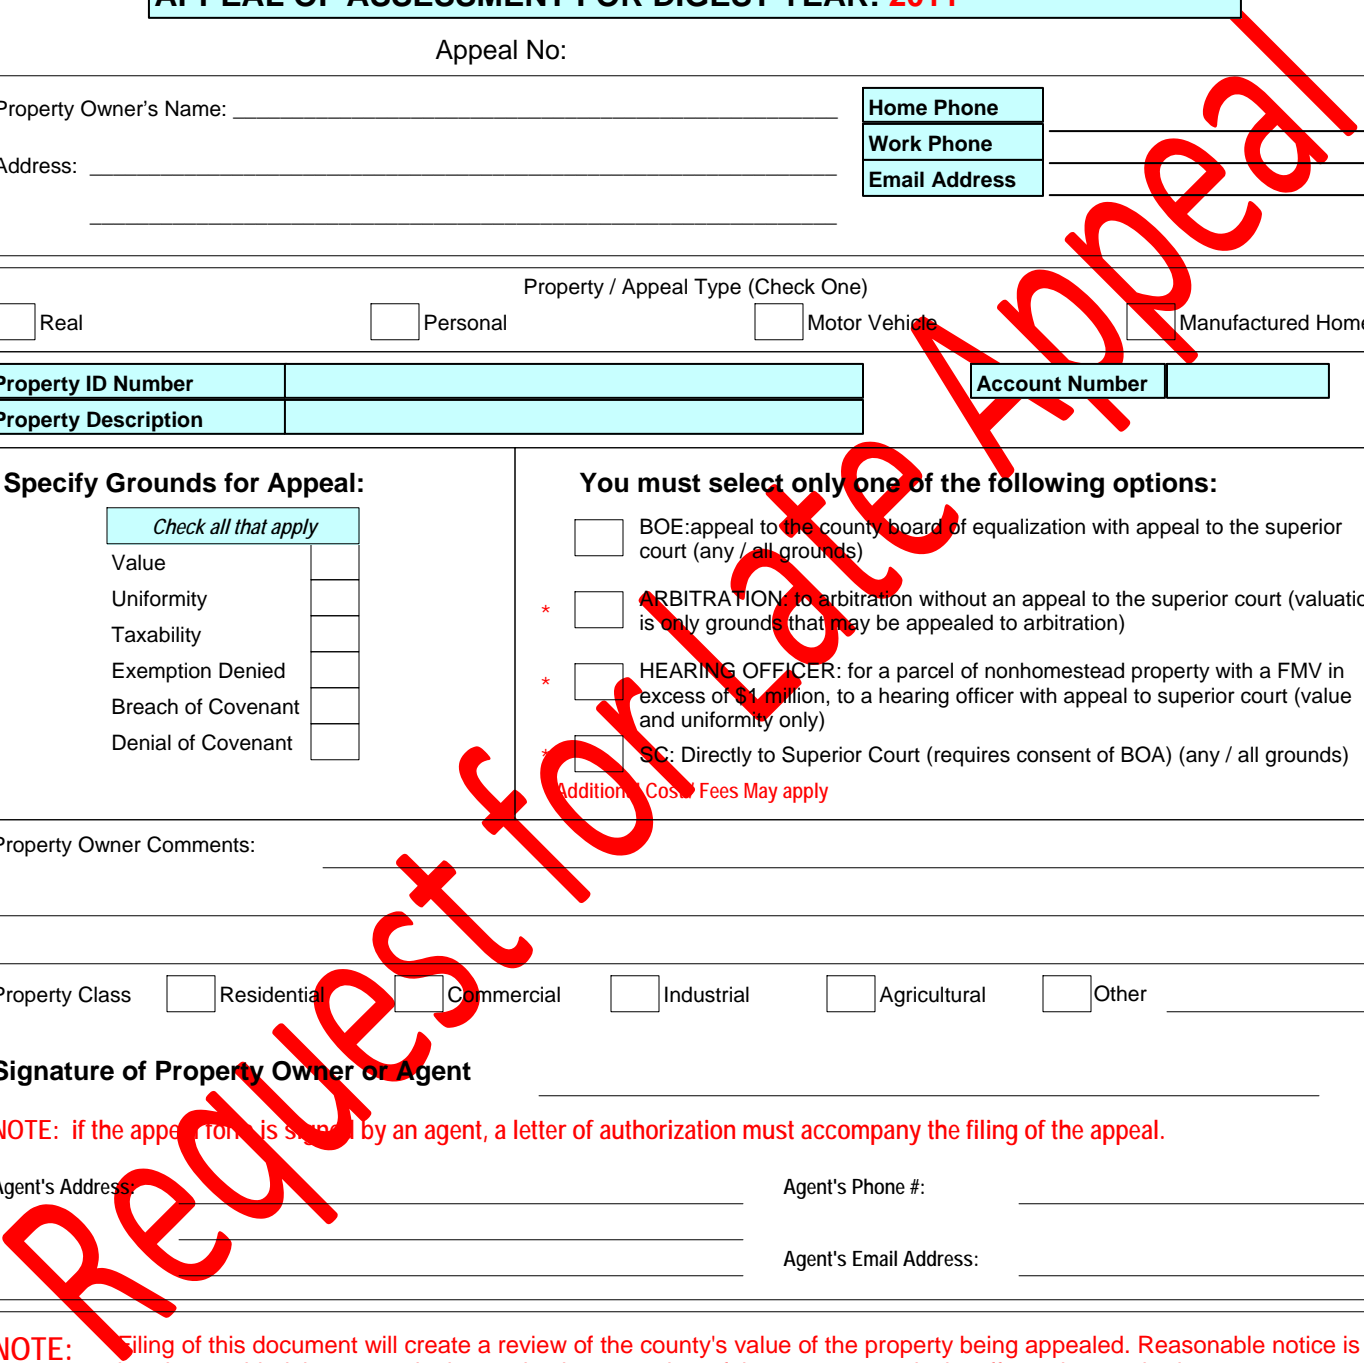 APPEAL OF ASSESSMENT FOR DIGEST YEAR: 2011
Appeal No:
Property Owner's Name:
Home Phone
Work Phone
Address:
Email Address
Property / Appeal Type (Check One)
Real Personal Motor Vehicle Manufactured Home
Property ID Number Account Number
Property Description
Specify Grounds for Appeal: You must select only one of the following options:
Check all that apply
Value
Uniformity
Taxability
Exemption Denied
Breach of Covenant
Denial of Covenant
BOE:appeal to the county board of equalization with appeal to the superior
court (any / all grounds)
* ARBITRATION: to arbitration without an appeal to the superior court (valuatio
is only grounds that may be appealed to arbitration)
* HEARING OFFICER: for a parcel of nonhomestead property with a FMV in
excess of $1 million, to a hearing officer with appeal to superior court (value
and uniformity only)
* SC: Directly to Superior Court (requires consent of BOA) (any / all grounds)
Additional Cost/ Fees May apply
Property Owner Comments:
Property Class Residential Commercial Industrial Agricultural Other
Signature of Property Owner or Agent
NOTE: if the appeal form is signed by an agent, a letter of authorization must accompany the filing of the appeal.
Agent's Address: Agent's Phone #:
Agent's Email Address:
NOTE: Filing of this document will create a review of the county's value of the property being appealed. Reasonable notice is
Request for Late Appeal